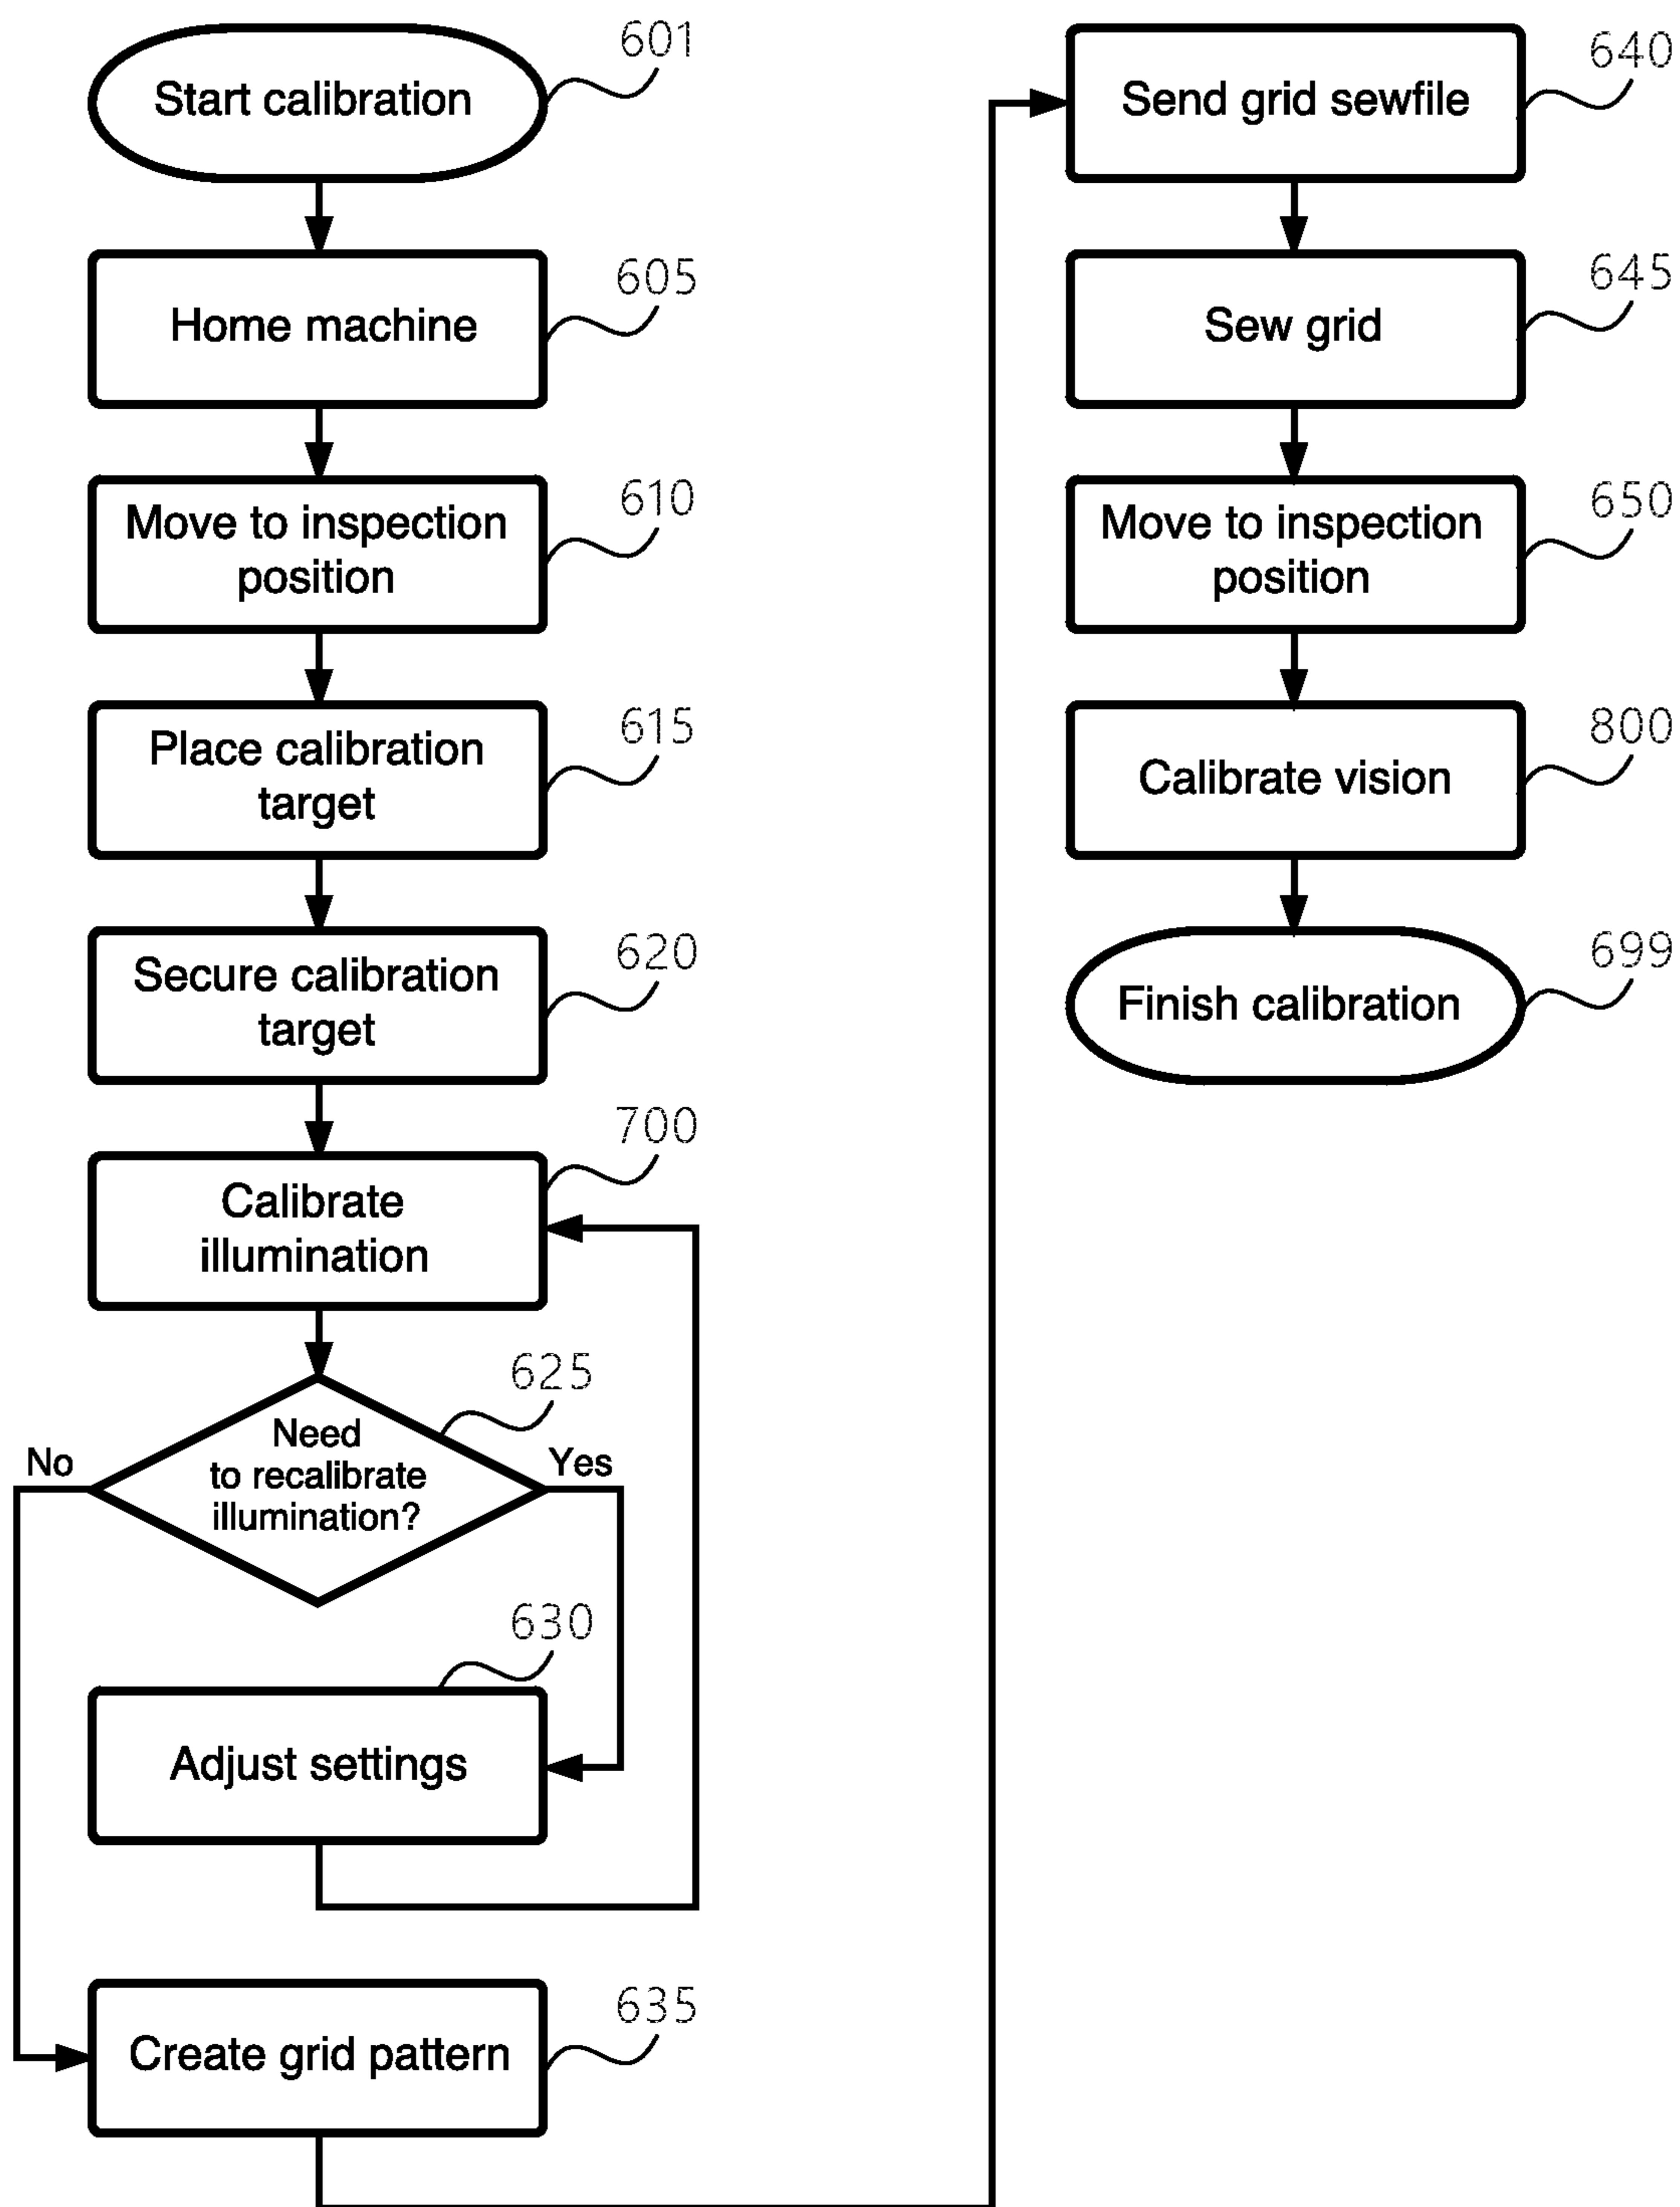 Start calibration
601
Home machine
605
Move to inspection
position
610
Place calibration
target
615
Secure calibration
target
620
Calibrate
illumination
700
Need
to recalibrate
illumination?
625
No
Yes
Adjust settings
630
Create grid pattern
635
Send grid sewfile
640
Sew grid
645
Move to inspection
position
650
Calibrate vision
800
Finish calibration
699